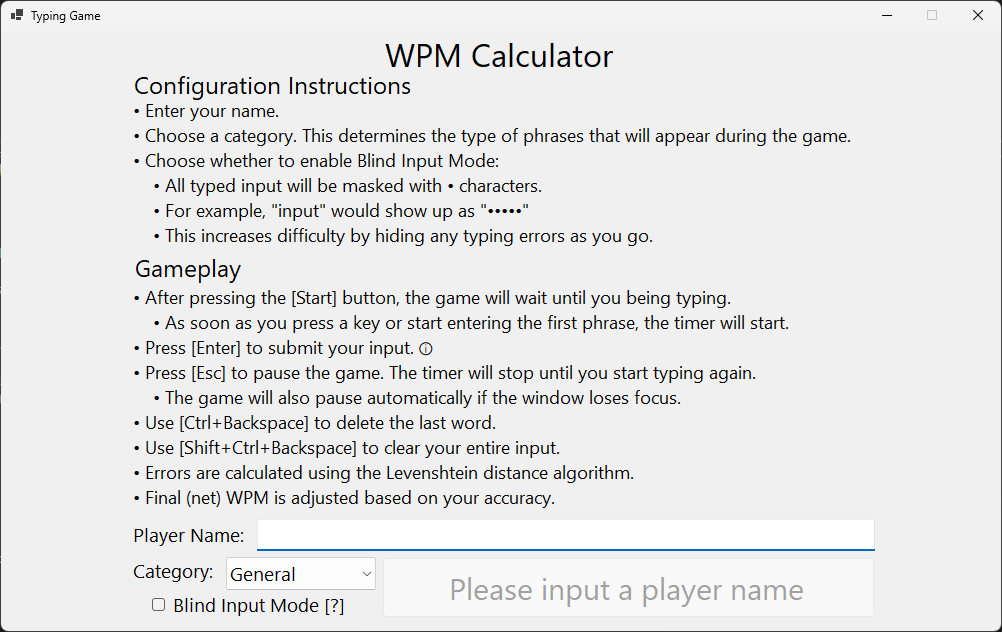 Typing Game
WPM Calculator
Configuration Instructions
• Enter your name.
• Choose a category. This determines the type of phrases that will appear during the game.
• Choose whether to enable Blind Input Mode:
• All typed input will be masked with • characters.
• For example, "input" would show up as "•••••"
• This increases difficulty by hiding any typing errors as you go.
Gameplay
• After pressing the [Start] button, the game will wait until you being typing.
• As soon as you press a key or start entering the first phrase, the timer will start.
• Press [Enter] to submit your input. ⓘ
• Press [Esc] to pause the game. The timer will stop until you start typing again.
• The game will also pause automatically if the window loses focus.
• Use [Ctrl+Backspace] to delete the last word.
• Use [Shift+Ctrl+Backspace] to clear your entire input.
• Errors are calculated using the Levenshtein distance algorithm.
• Final (net) WPM is adjusted based on your accuracy.
Player Name:
Category: General
Blind Input Mode [?]
Please input a player name